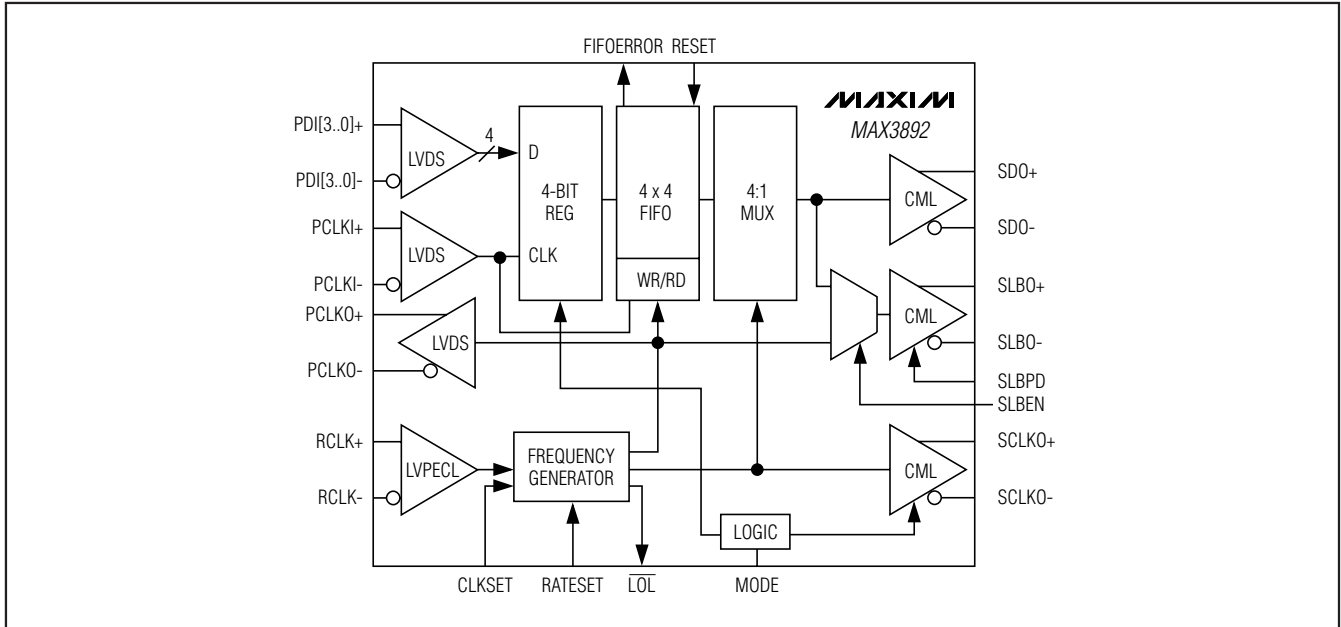 FIFOERROR RESET
MAXIM
MAX3892
PDI[3..0]+
PDI[3..0]-
LVDS
4
D
4-BIT
REG
CLK
4 x 4
FIFO
WR/RD
4:1
MUX
CML
SDO+
SDO-
PCLKI+
PCLKI-
LVDS
PCLKO+
PCLKO-
LVDS
CML
SLBO+
SLBO-
SLBPD
SLBEN
RCLK+
RCLK-
LVPECL
FREQUENCY
GENERATOR
LOGIC
CML
SCLKO+
SCLKO-
CLKSET
RATESET
LOL
MODE